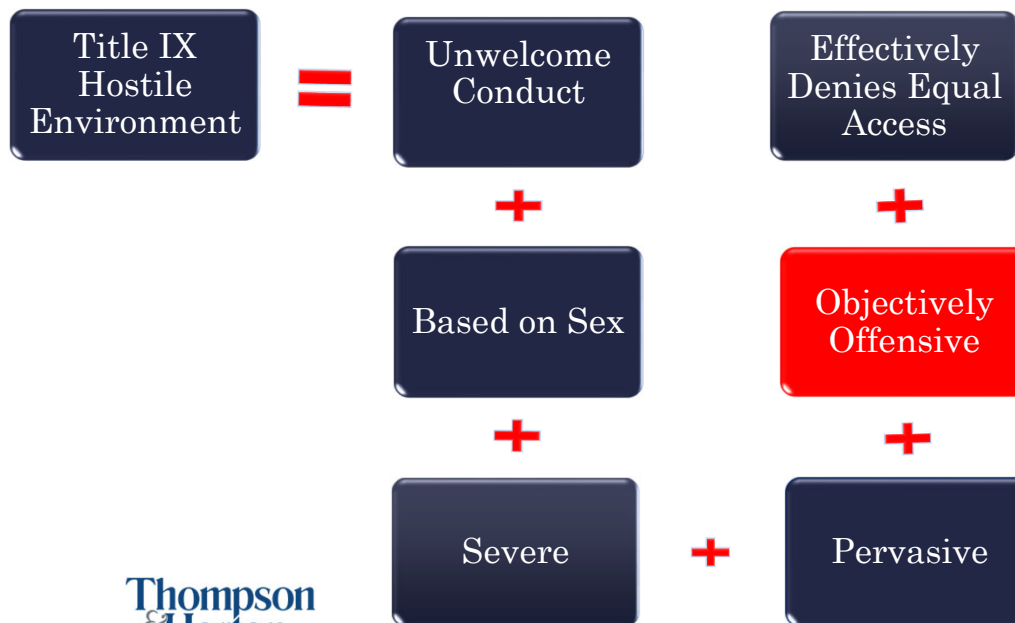 Title IX
Hostile
Environment
Unwelcome
Conduct
Based on Sex
Severe
Pervasive
Objectively
Offensive
Effectively
Denies Equal
Access
Thompson